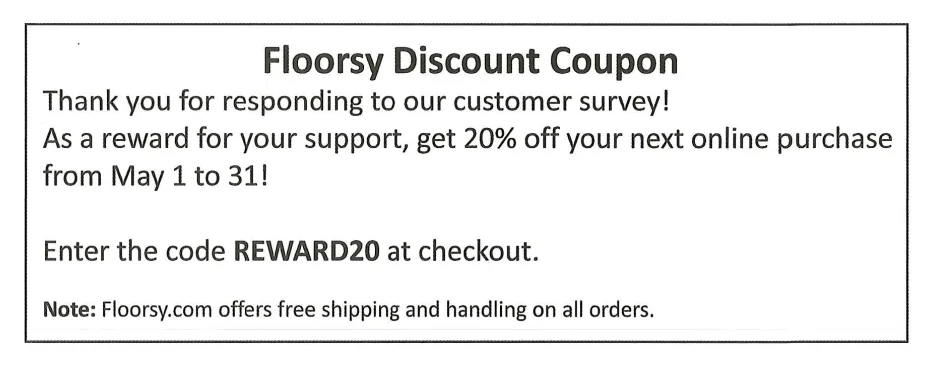 Floorsy Discount Coupon
Thank you for responding to our customer survey!
As a reward for your support, get 20% off your next online purchase
from May 1 to 31!
Enter the code REWARD20 at checkout.
Note: Floorsy.com offers free shipping and handling on all orders.